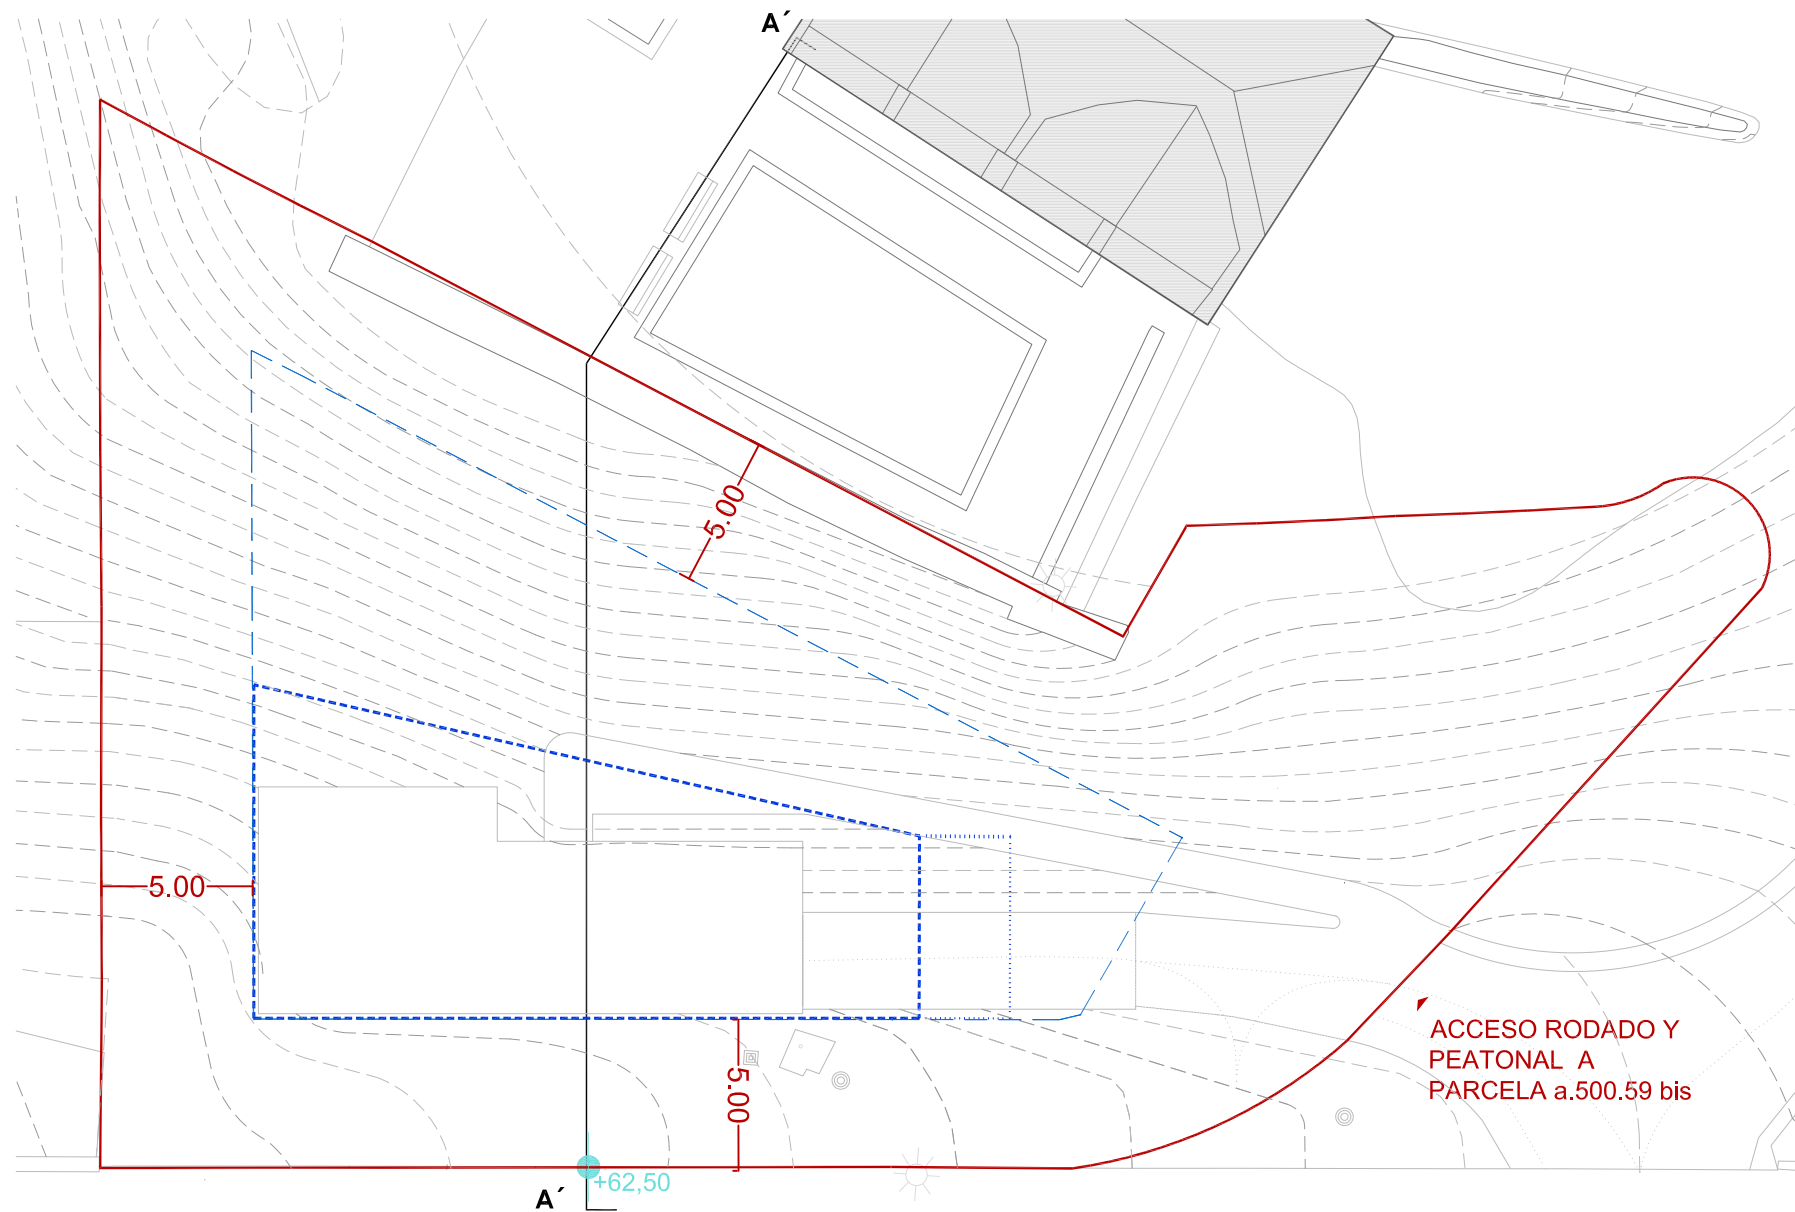 A´
5.00
5.00
5.00
ACCESO RODADO Y
PEATONAL A
PARCELA a.500.59 bis
+62,50
A´